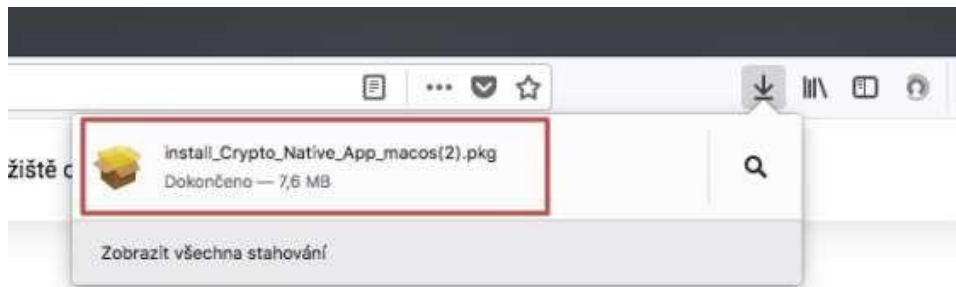 install_Crypto_Native_App_macos(2).pkg
žiště
Dokončeno — 7,6 MB
Zobrazit všechna stahování